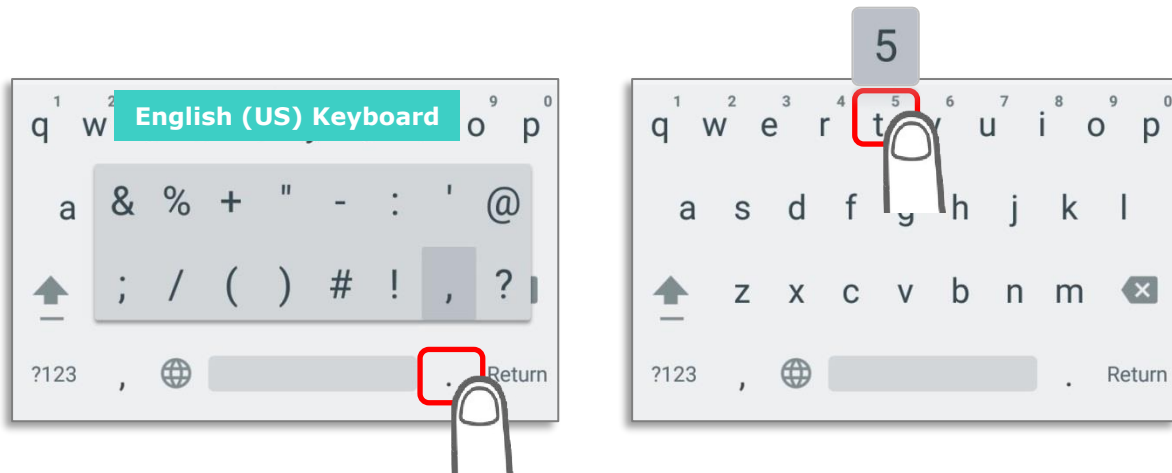 5
1 2 9 0
q w English (US) Keyboard o p
a & % + " - : ' @
; / ( ) # ! , ?
?123 , . Return
1 2 3 4 5 6 7 8 9 0
q w e r t y u i o p
a s d f g h j k l
z x c v b n m
?123 , . Return